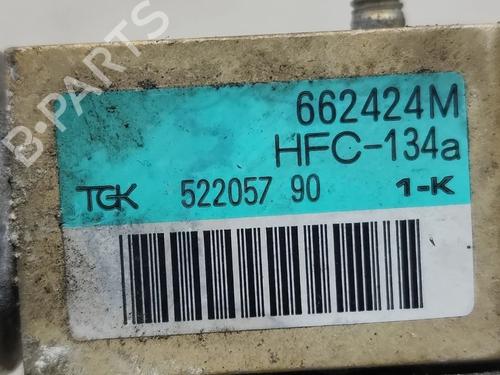 B-PARTS
662424M
HFC-134a
TGK 522057 90 1-K